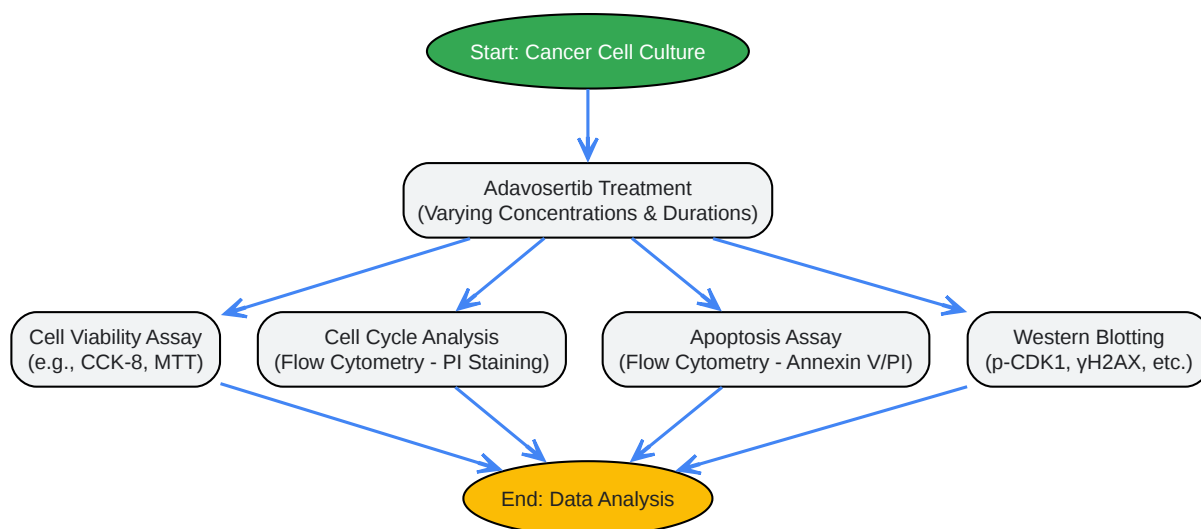 Start: Cancer Cell Culture
Adavosertib Treatment
(Varying Concentrations & Durations)
Cell Viability Assay
(e.g., CCK-8, MTT)
Cell Cycle Analysis
(Flow Cytometry - PI Staining)
Apoptosis Assay
(Flow Cytometry - Annexin V/PI)
Western Blotting
(p-CDK1, γH2AX, etc.)
End: Data Analysis